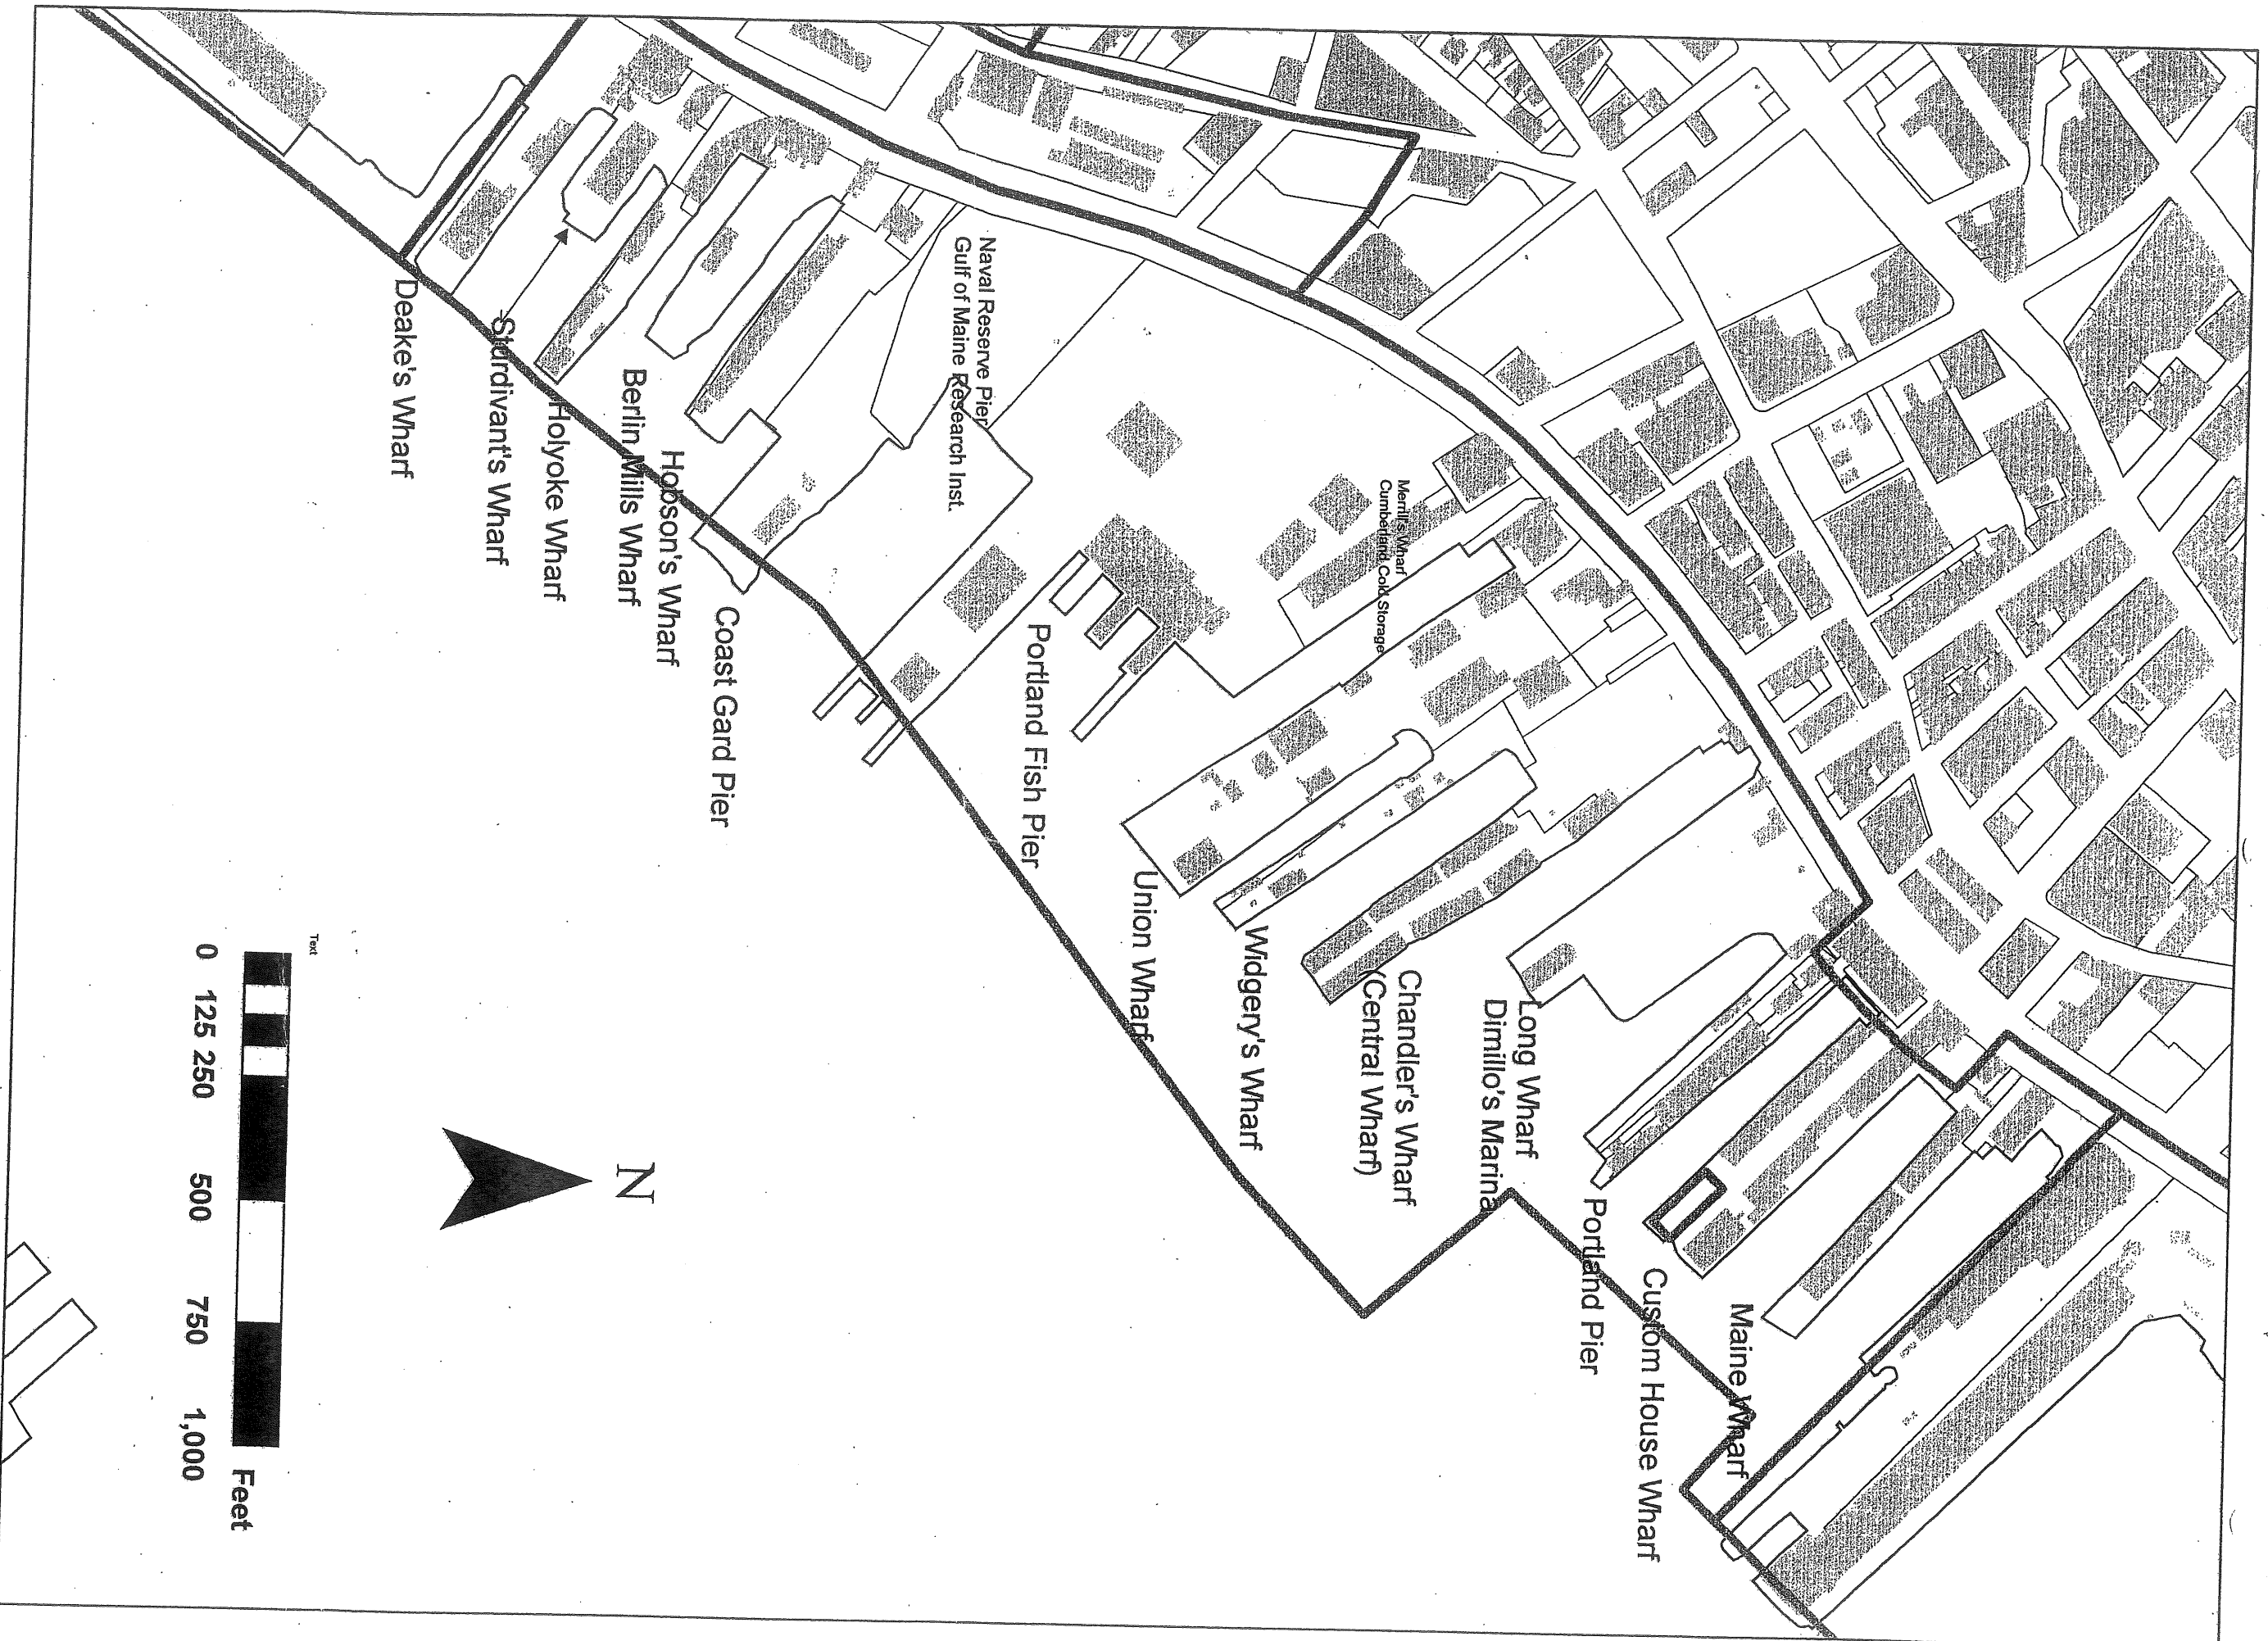 Naval Reserve Pier
Gulf of Maine Research Inst.
Merrill's Wharf
Cumberland Cold Storage
Deake's Wharf
Sturdivant's Wharf
Holyoke Wharf
Berlin Mills Wharf
Hobson's Wharf
Coast Gard Pier
Portland Fish Pier
Union Wharf
Widgery's Wharf
Chandler's Wharf
(Central Wharf)
Long Wharf
Dimillo's Marina
Portland Pier
Custom House Wharf
Maine Wharf
N
Text
0 125 250 500 750 1,000
Feet